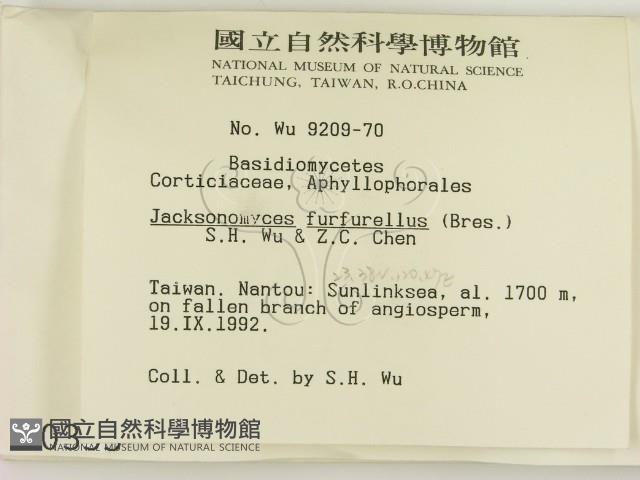 國立自然科學博物館
NATIONAL MUSEUM OF NATURAL SCIENCE
TAICHUNG, TAIWAN, R.O.CHINA
No. Wu 9209-70
Basidiomycetes
Corticiaceae, Aphyllophorales
Jacksonomyces furfurellus (Bres.)
S.H. Wu & Z.C. Chen
Taiwan. Nantou: Sunlinksea, al. 1700 m,
on fallen branch of angiosperm,
19.IX.1992.
Coll. & Det. by S.H. Wu
國立自然科學博物館
NATIONAL MUSEUM OF NATURAL SCIENCE